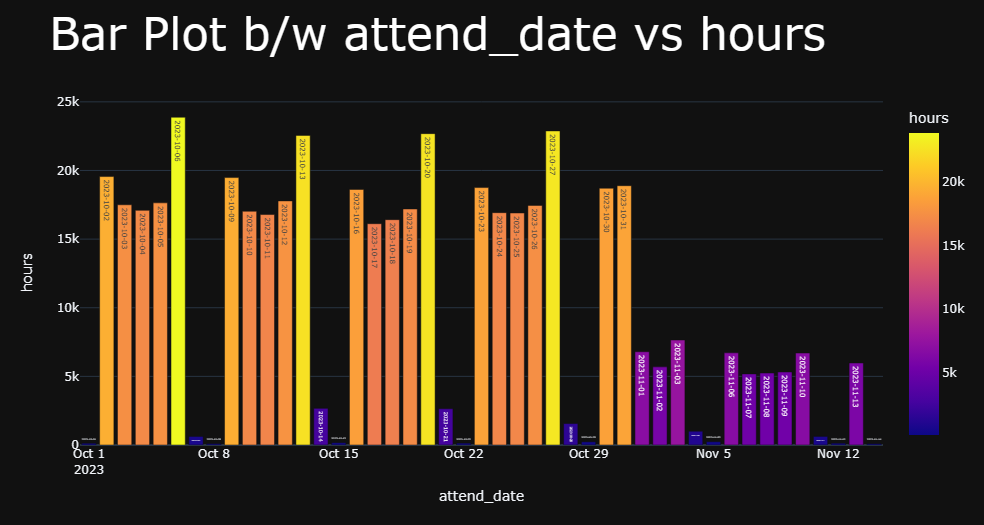 Bar Plot b/w attend_date vs hours
hours
25k
20k
15k
10k
5k
0
2023-10-02
2023-10-03
2023-10-04
2023-10-05
2023-10-06
2023-10-09
2023-10-10
2023-10-11
2023-10-12
2023-10-13
2023-10-14
2023-10-16
2023-10-17
2023-10-18
2023-10-19
2023-10-20
2023-10-21
2023-10-23
2023-10-24
2023-10-25
2023-10-26
2023-10-27
2023-10-30
2023-10-31
2023-11-01
2023-11-02
2023-11-03
2023-11-06
2023-11-07
2023-11-08
2023-11-09
2023-11-10
2023-11-13
Oct 1
2023
Oct 8
Oct 15
Oct 22
Oct 29
Nov 5
Nov 12
attend_date
hours
20k
15k
10k
5k